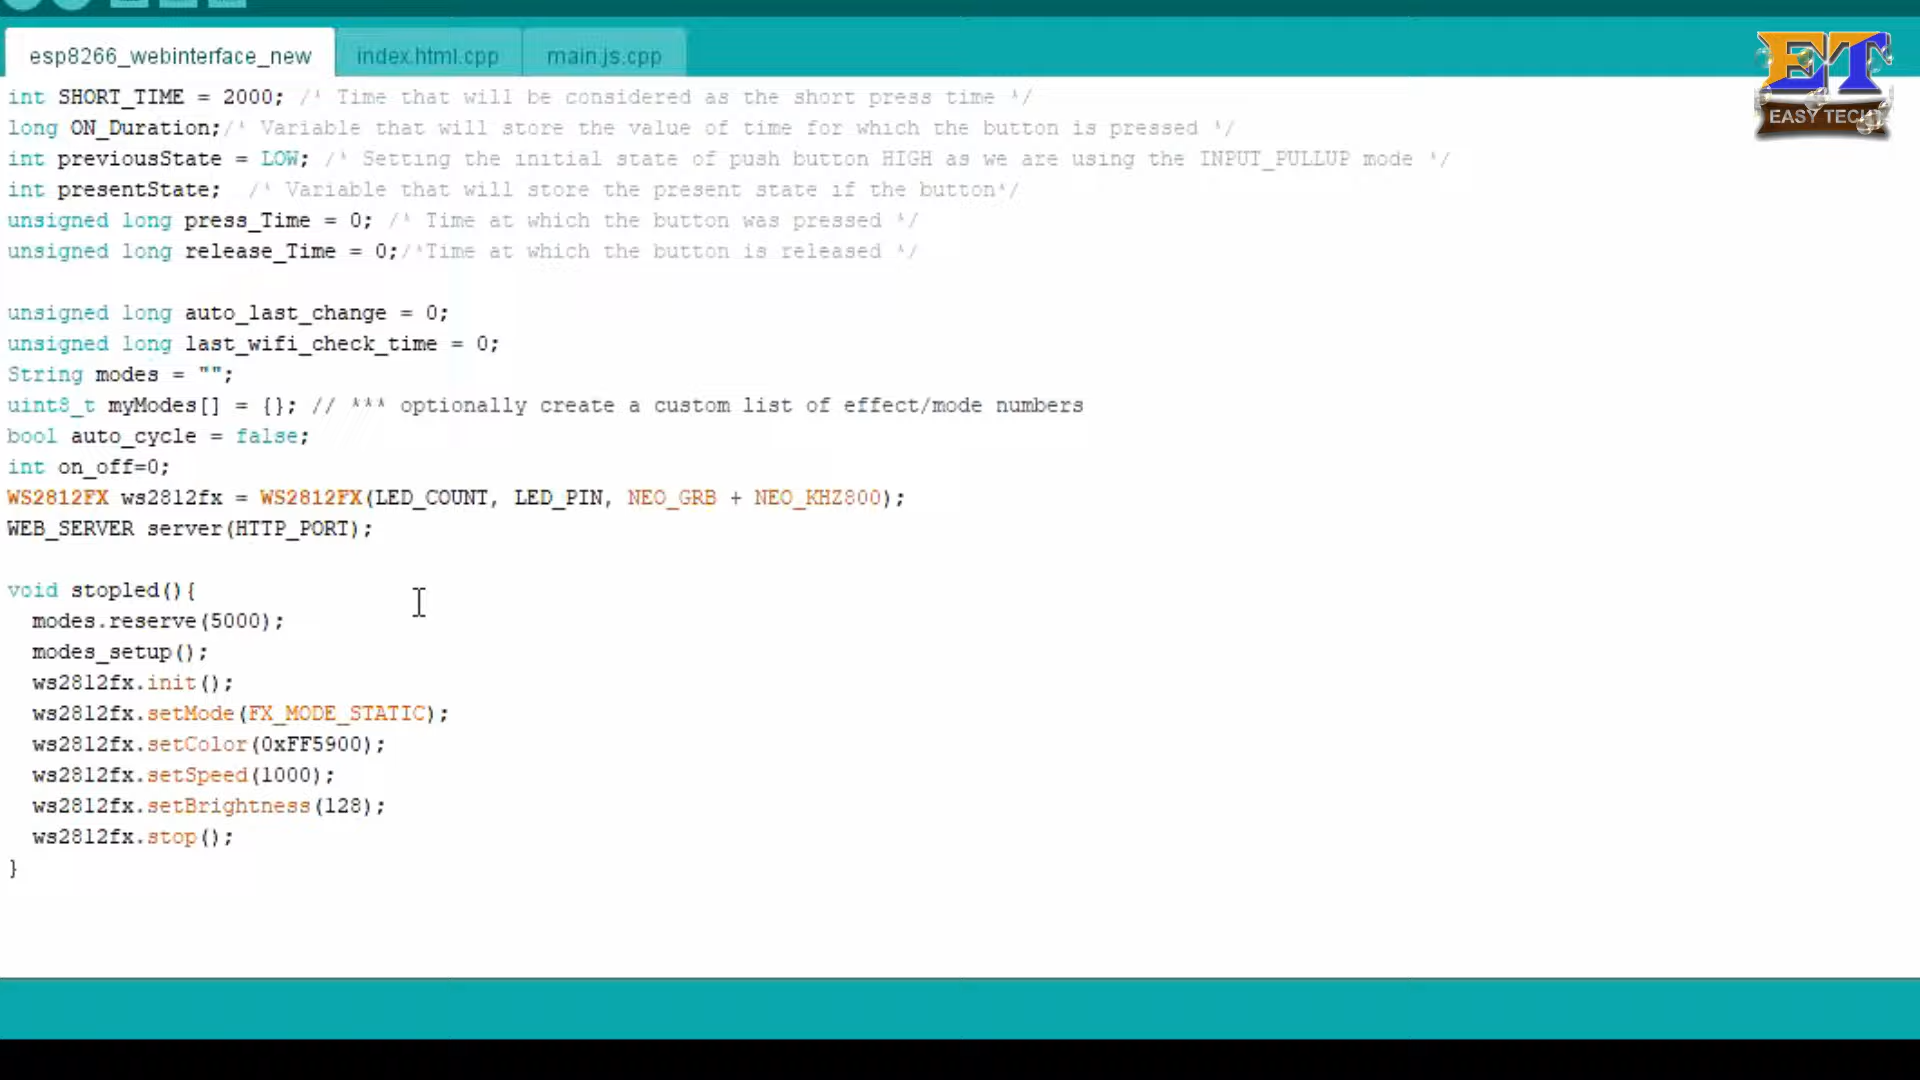 esp8266_webinterface_new index.html.cpp main.js.cpp
ET
EASY TECH
int SHORT_TIME = 2000; /* Time that will be considered as the short press time */
long ON_Duration;/* Variable that will store the value of time for which the button is pressed */
int previousState = LOW; /* Setting the initial state of push button HIGH as we are using the INPUT_PULLUP mode */
int presentState;  /* Variable that will store the present state if the button*/
unsigned long press_Time = 0; /* Time at which the button was pressed */
unsigned long release_Time = 0;/*Time at which the button is released */
unsigned long auto_last_change = 0;
unsigned long last_wifi_check_time = 0;
String modes = "";
uint8_t myModes[] = {}; // *** optionally create a custom list of effect/mode numbers
bool auto_cycle = false;
int on_off=0;
WS2812FX ws2812fx = WS2812FX(LED_COUNT, LED_PIN, NEO_GRB + NEO_KHZ800);
WEB_SERVER server(HTTP_PORT);
void stopled(){
  modes.reserve(5000);
  modes_setup();
  ws2812fx.init();
  ws2812fx.setMode(FX_MODE_STATIC);
  ws2812fx.setColor(0xFF5900);
  ws2812fx.setSpeed(1000);
  ws2812fx.setBrightness(128);
  ws2812fx.stop();
}